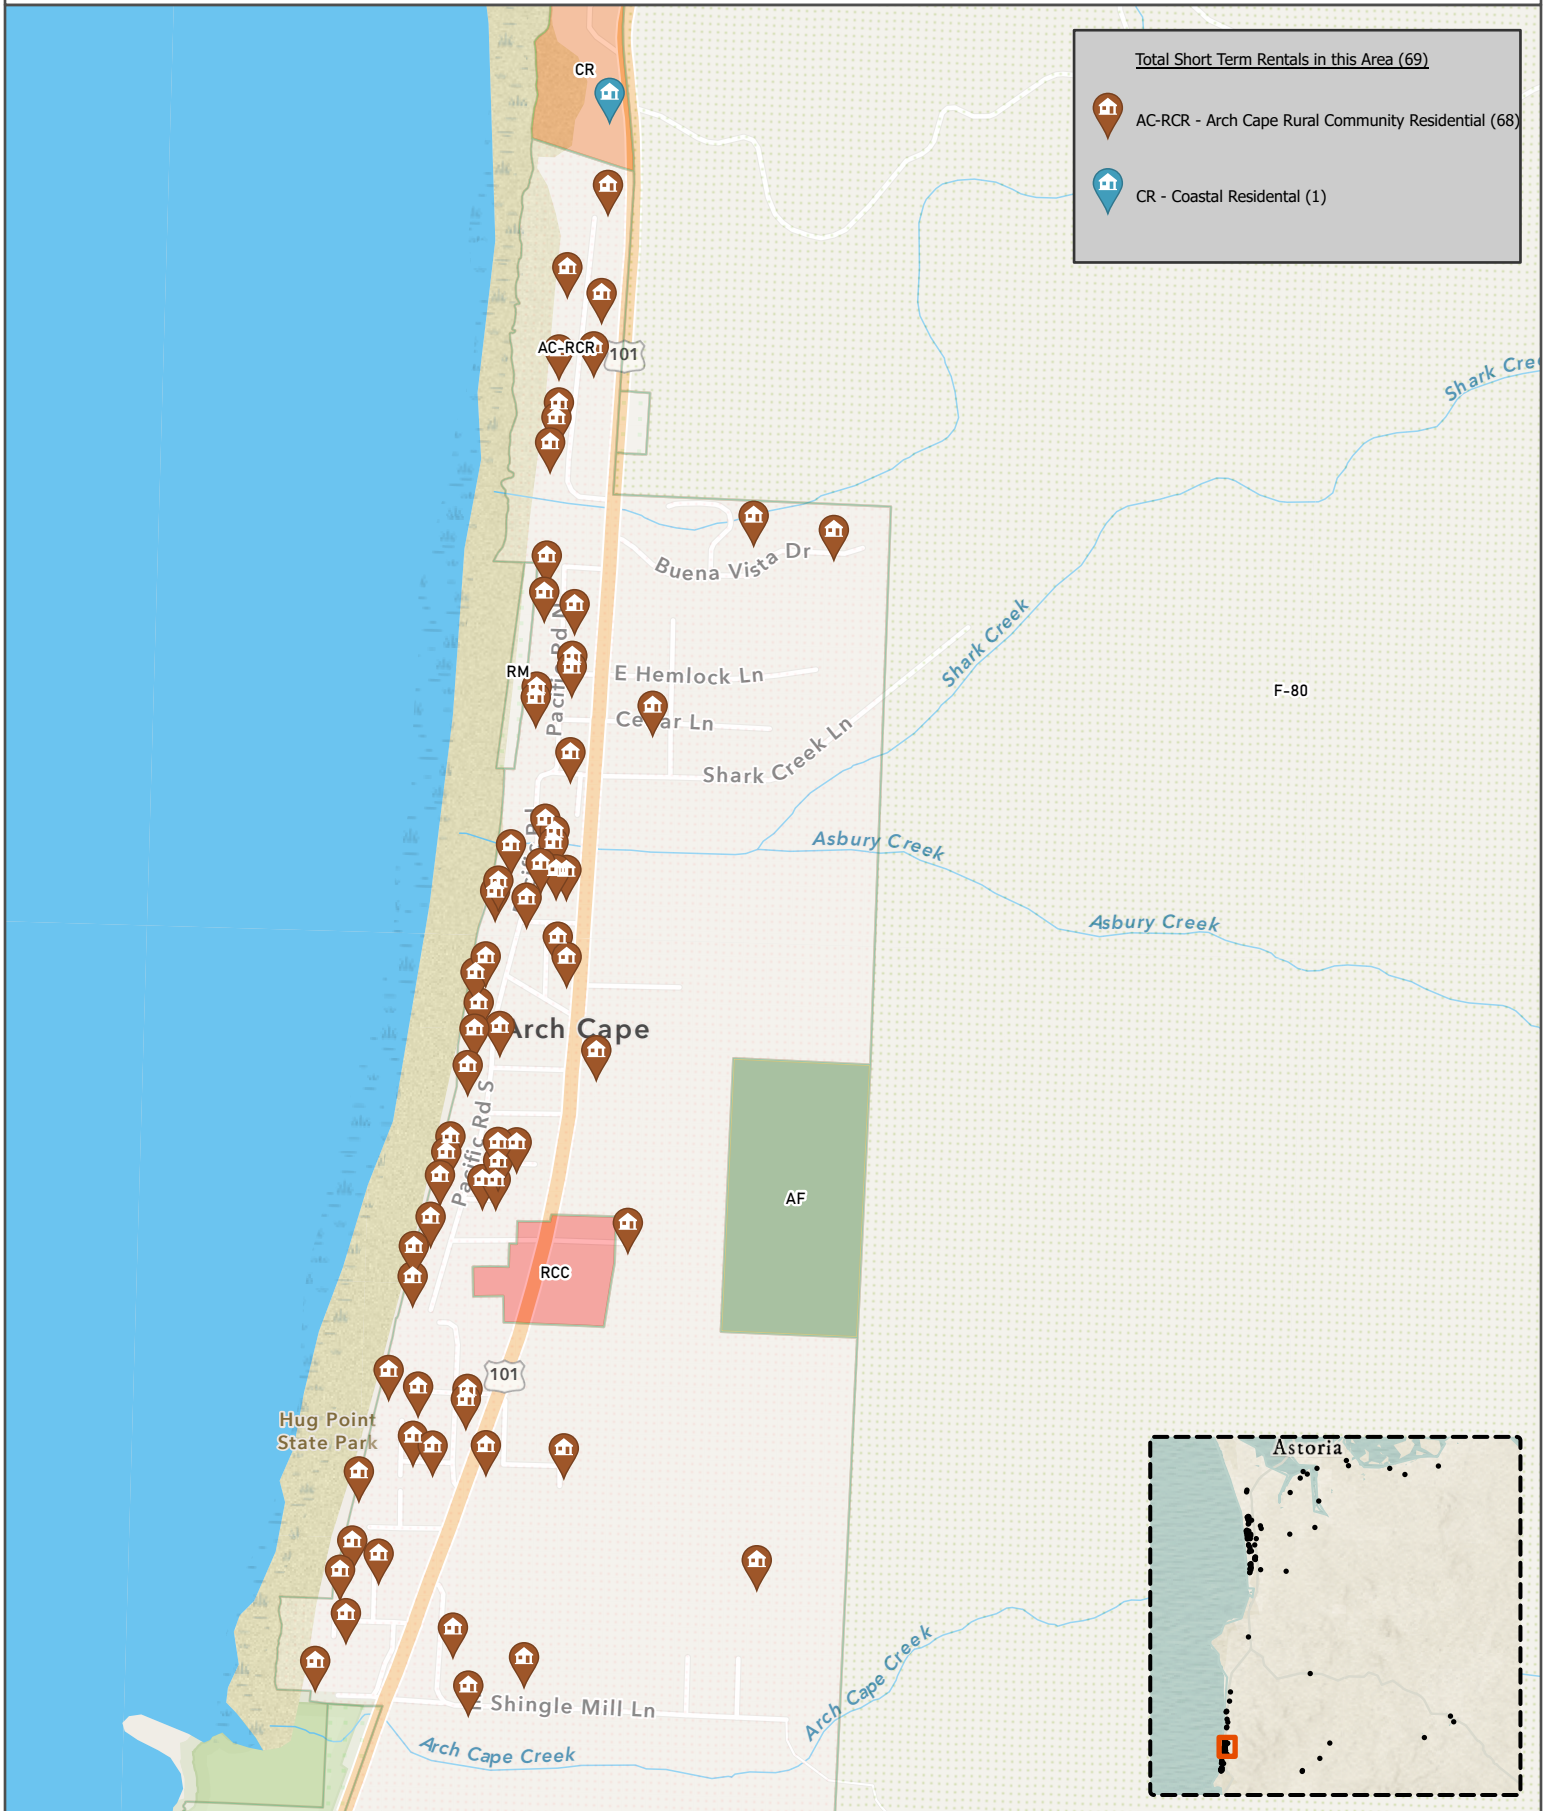 Total Short Term Rentals in this Area (69)
AC-RCR - Arch Cape Rural Community Residential (68)
CR - Coastal Residental (1)
CR
AC-RCR
101
Shark Cree
Buena Vista Dr
Shark Creek
Pacific Rd N
RM
E Hemlock Ln
F-80
Cedar Ln
Shark Creek Ln
Asbury Creek
Asbury Creek
Arch Cape
Pacific Rd S
AF
RCC
101
Hug Point
State Park
Astoria
E Shingle Mill Ln
Arch Cape Creek
Arch Cape Creek